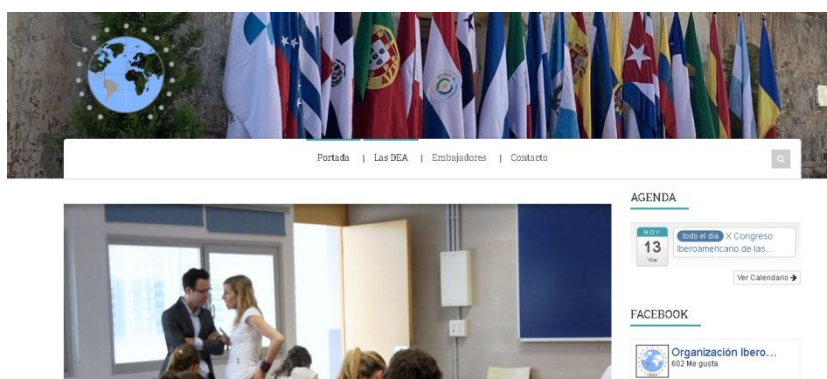 Portada | Las DEA | Embajadores | Contacto
AGENDA
NOV
13
Vie
todo el día X Congreso
Iberoamericano de las...
Ver Calendario
FACEBOOK
Organización Ibero...
602 Me gusta